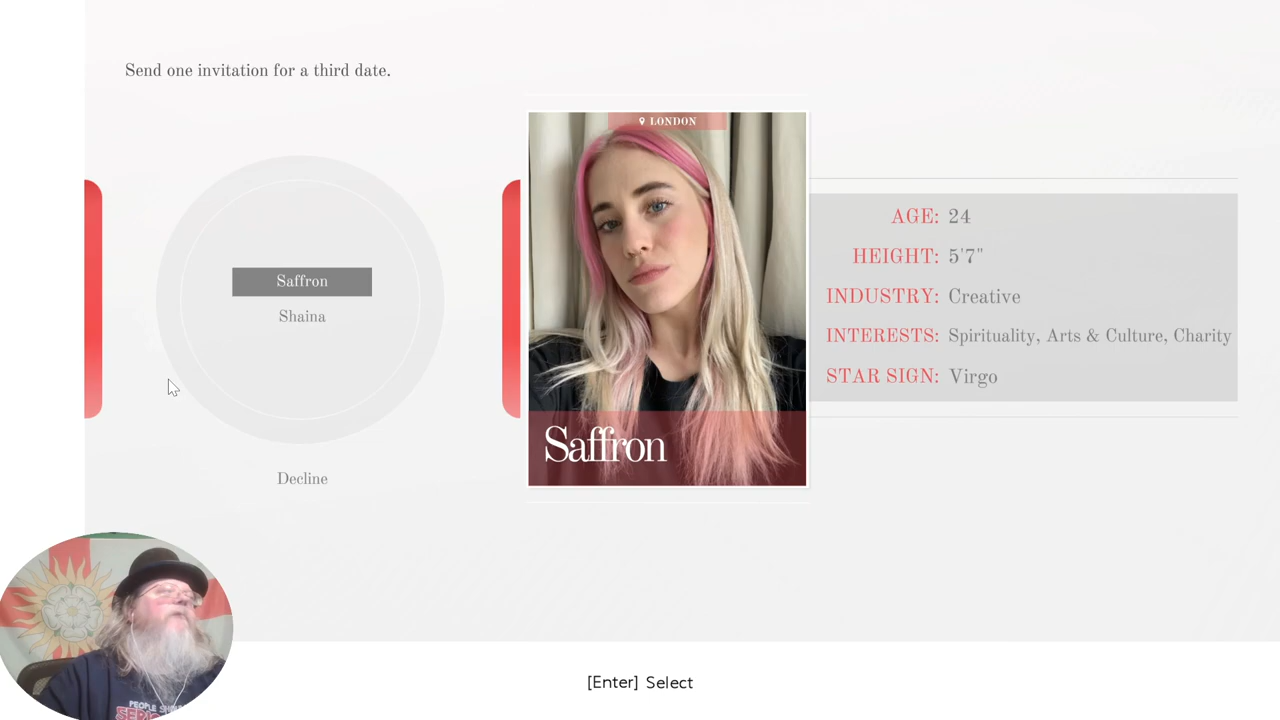 Send one invitation for a third date.
LONDON
Saffron
Shaina
Decline
AGE: 24
HEIGHT: 5'7"
INDUSTRY: Creative
INTERESTS: Spirituality, Arts & Culture, Charity
STAR SIGN: Virgo
Saffron
PEOPLE
[Enter] Select